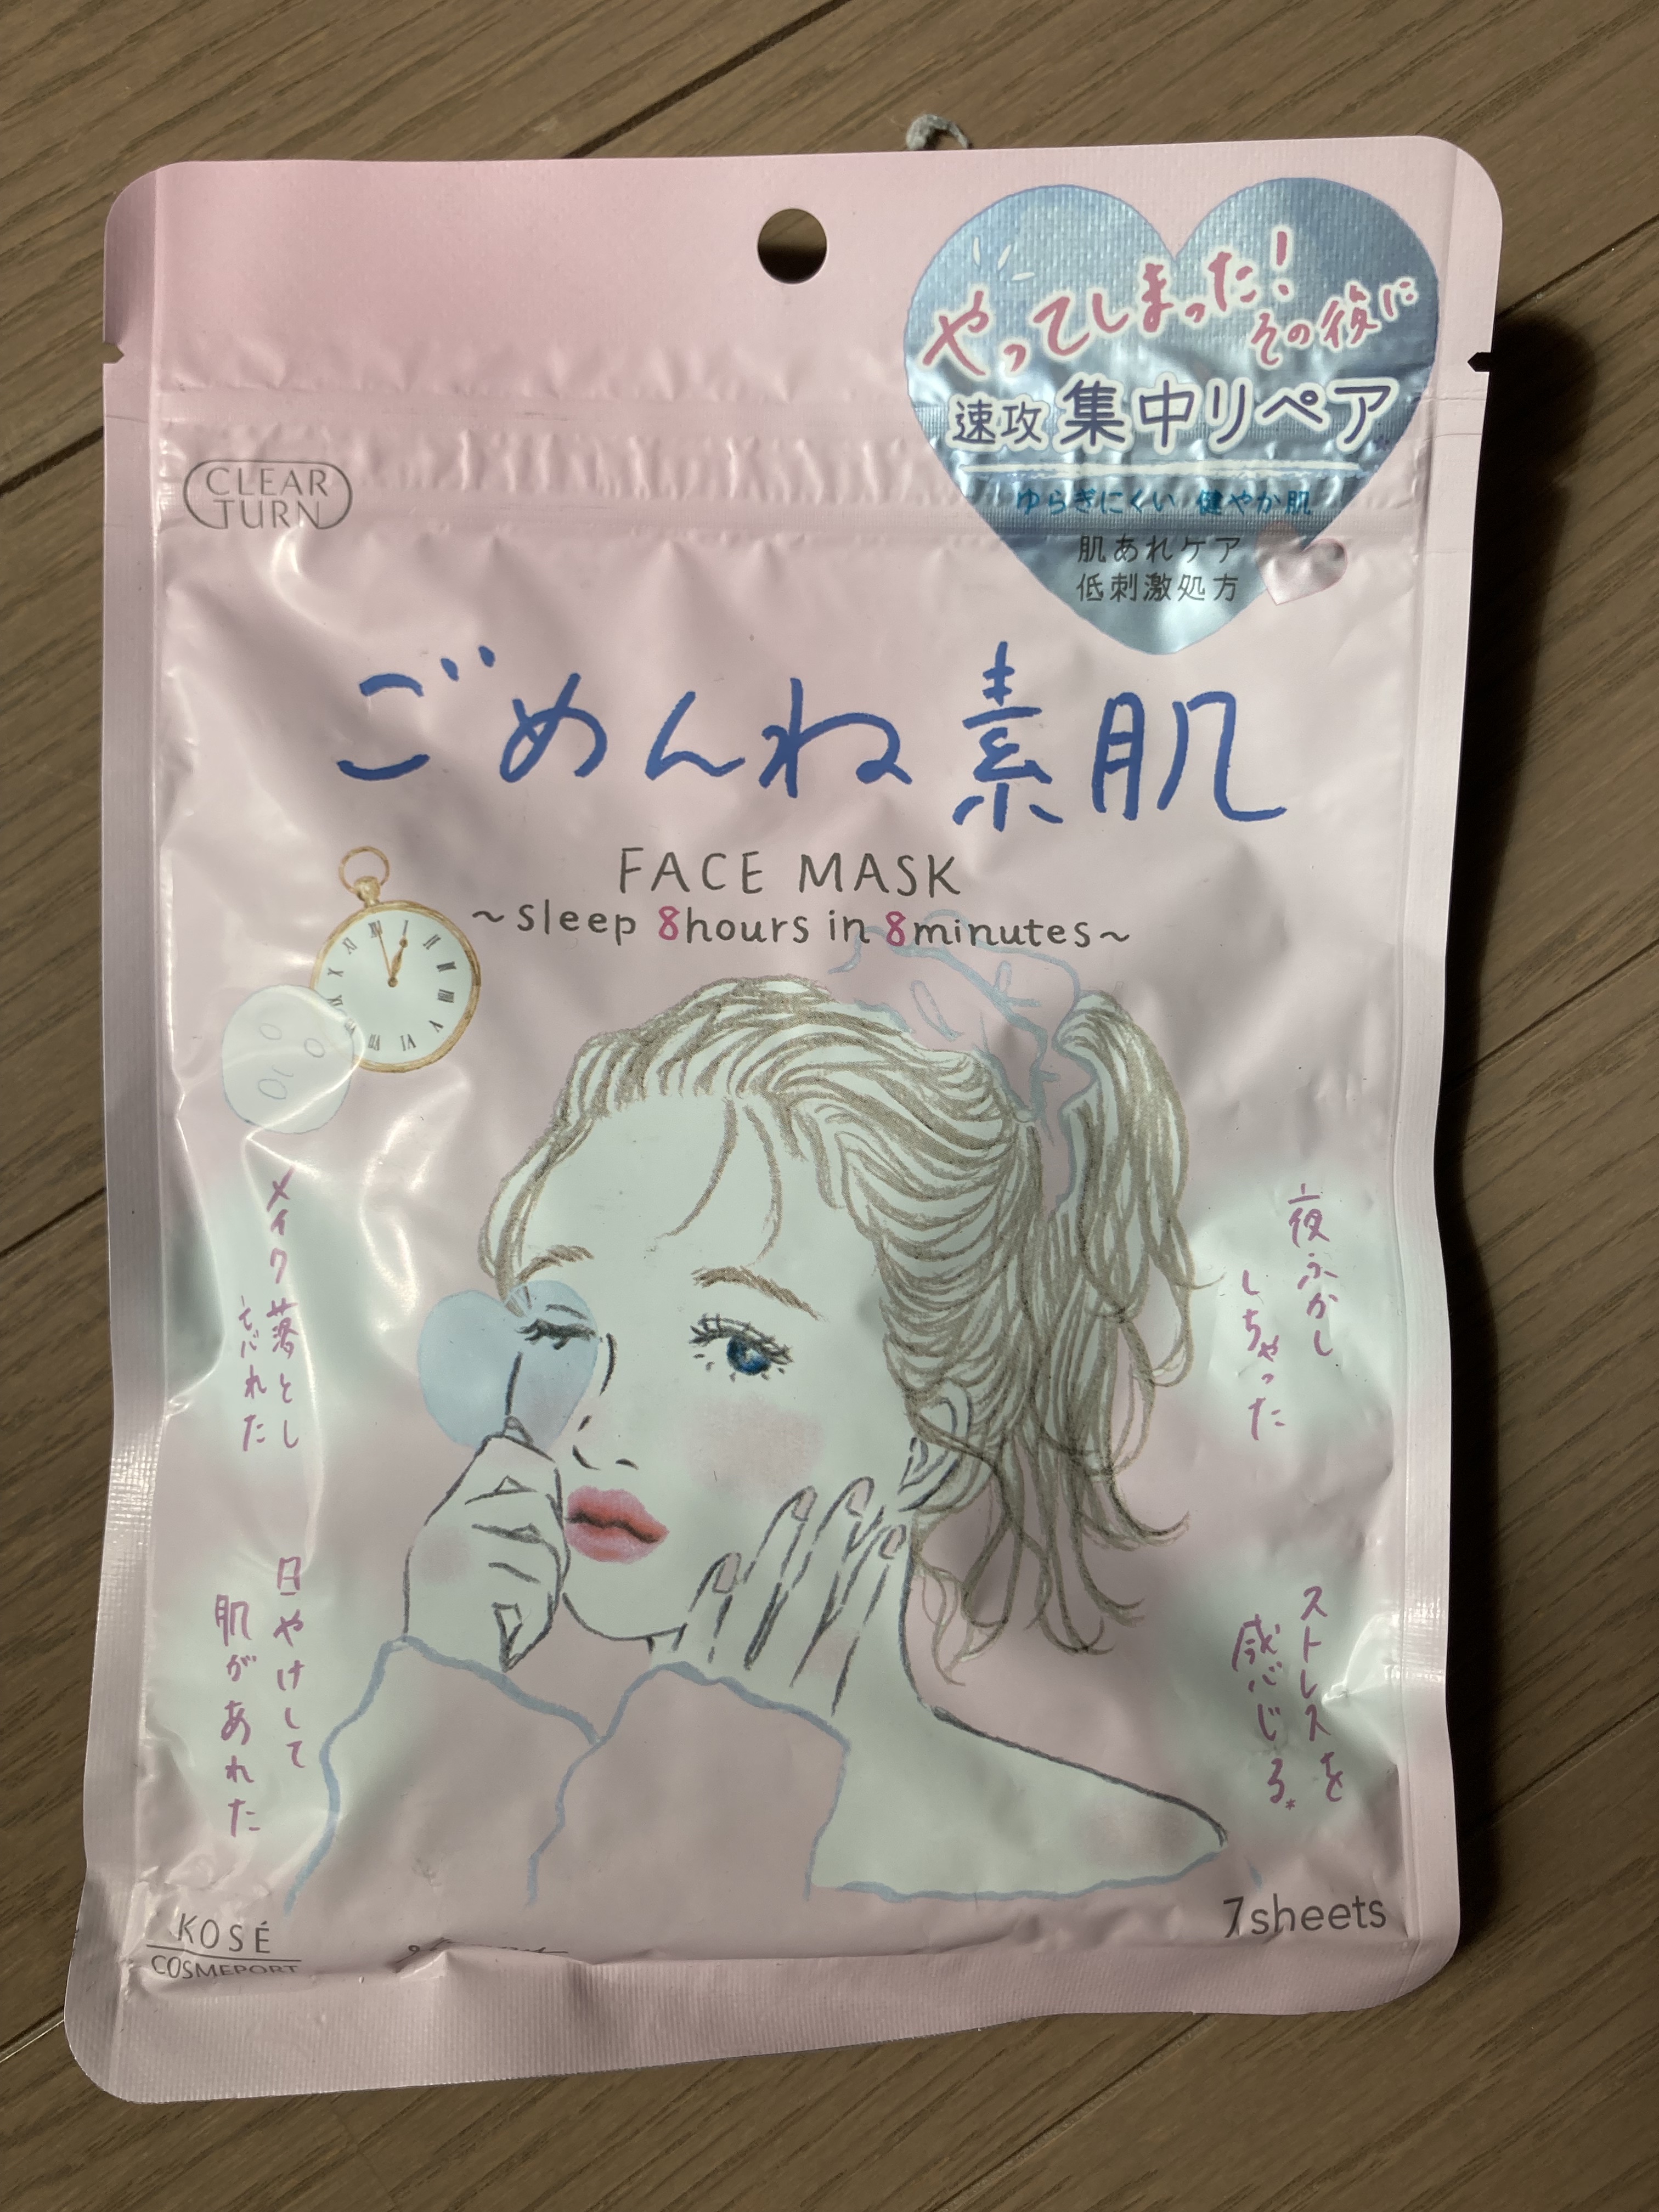 やってしまった!
その後に
速攻 集中リペア
ゆらぎにくい 健やか肌
肌あれケア
低刺激処方
CLEAR
TURN
ごめんね素肌
FACE MASK
~sleep 8hours in 8minutes~
メイク落とし
忘れた
夜ふかし
しちゃった
日やけして
肌があれた
ストレスを
感じる*
7sheets
KOSÉ
COSMEPORT